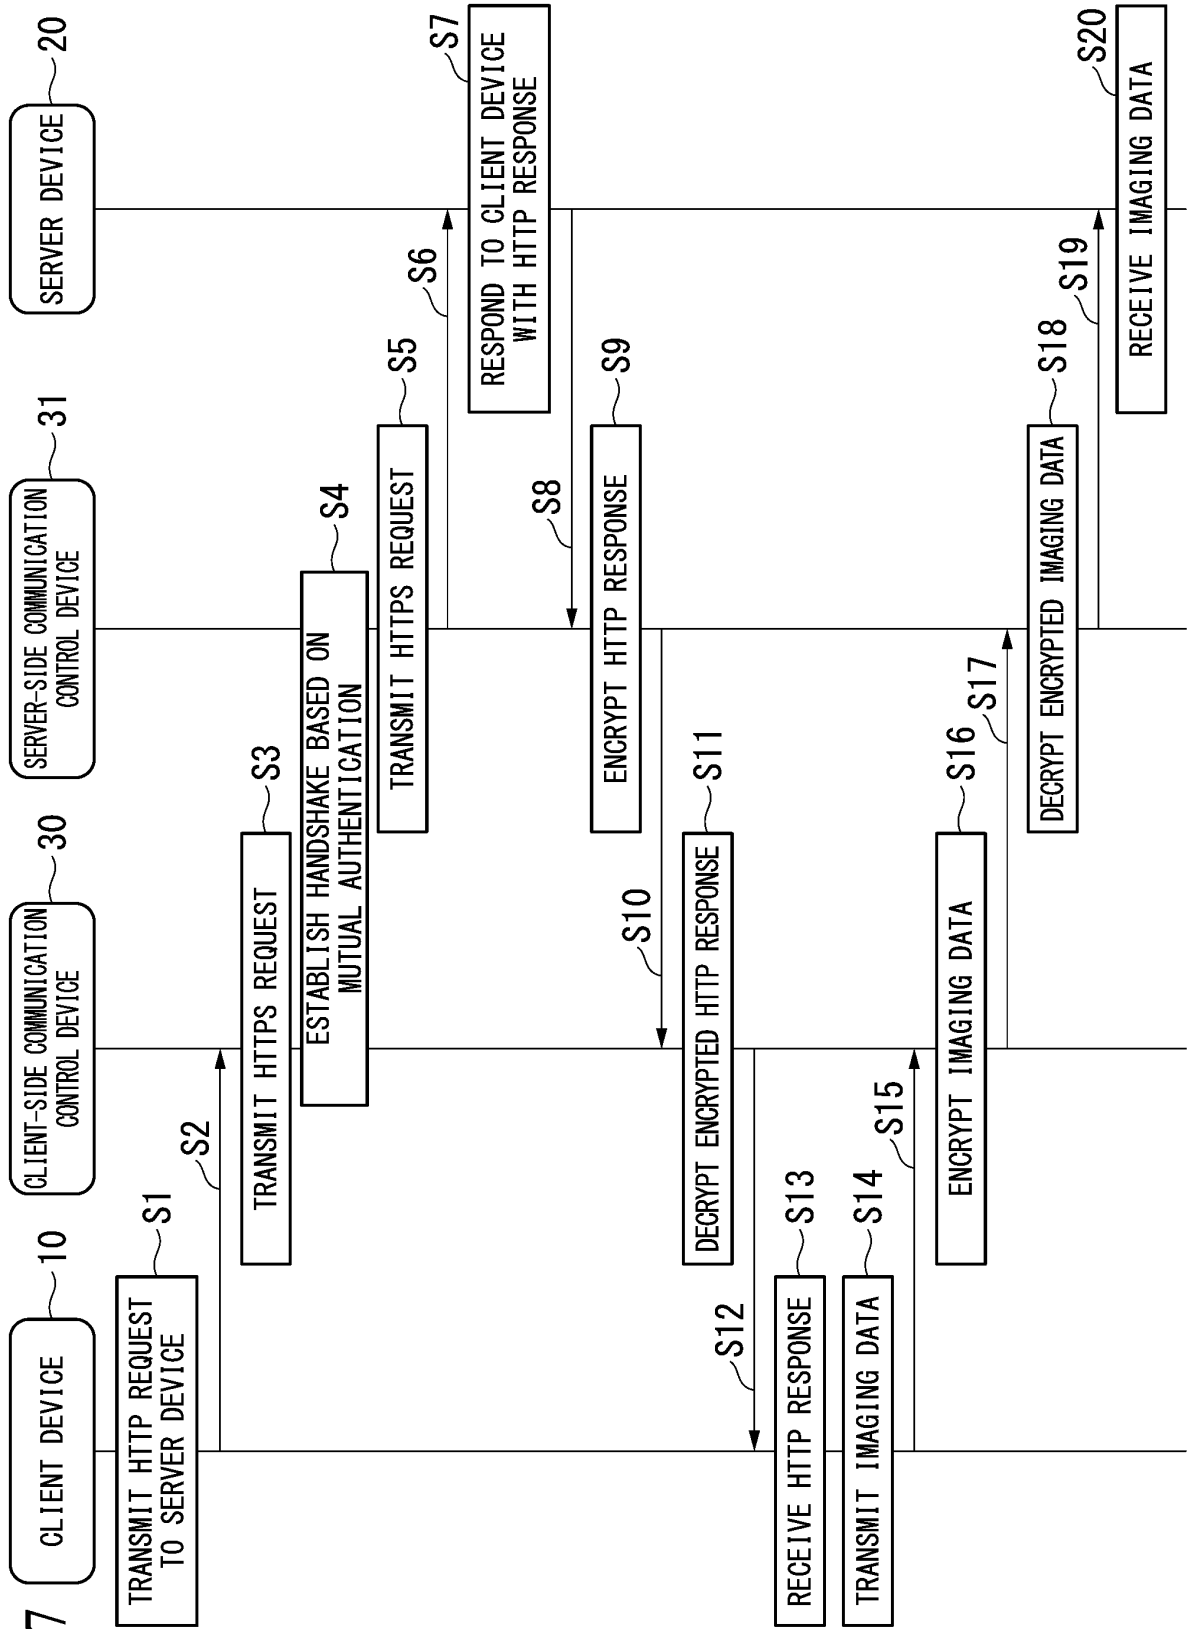 7
CLIENT DEVICE
10
CLIENT-SIDE COMMUNICATION
CONTROL DEVICE
30
SERVER-SIDE COMMUNICATION
CONTROL DEVICE
31
SERVER DEVICE
20
TRANSMIT HTTP REQUEST
TO SERVER DEVICE
S1
S2
TRANSMIT HTTPS REQUEST
S3
ESTABLISH HANDSHAKE BASED ON
MUTUAL AUTHENTICATION
S4
TRANSMIT HTTPS REQUEST
S5
S6
RESPOND TO CLIENT DEVICE
WITH HTTP RESPONSE
S7
S8
ENCRYPT HTTP RESPONSE
S9
S10
DECRYPT ENCRYPTED HTTP RESPONSE
S11
S12
RECEIVE HTTP RESPONSE
S13
TRANSMIT IMAGING DATA
S14
S15
ENCRYPT IMAGING DATA
S16
S17
DECRYPT ENCRYPTED IMAGING DATA
S18
S19
RECEIVE IMAGING DATA
S20